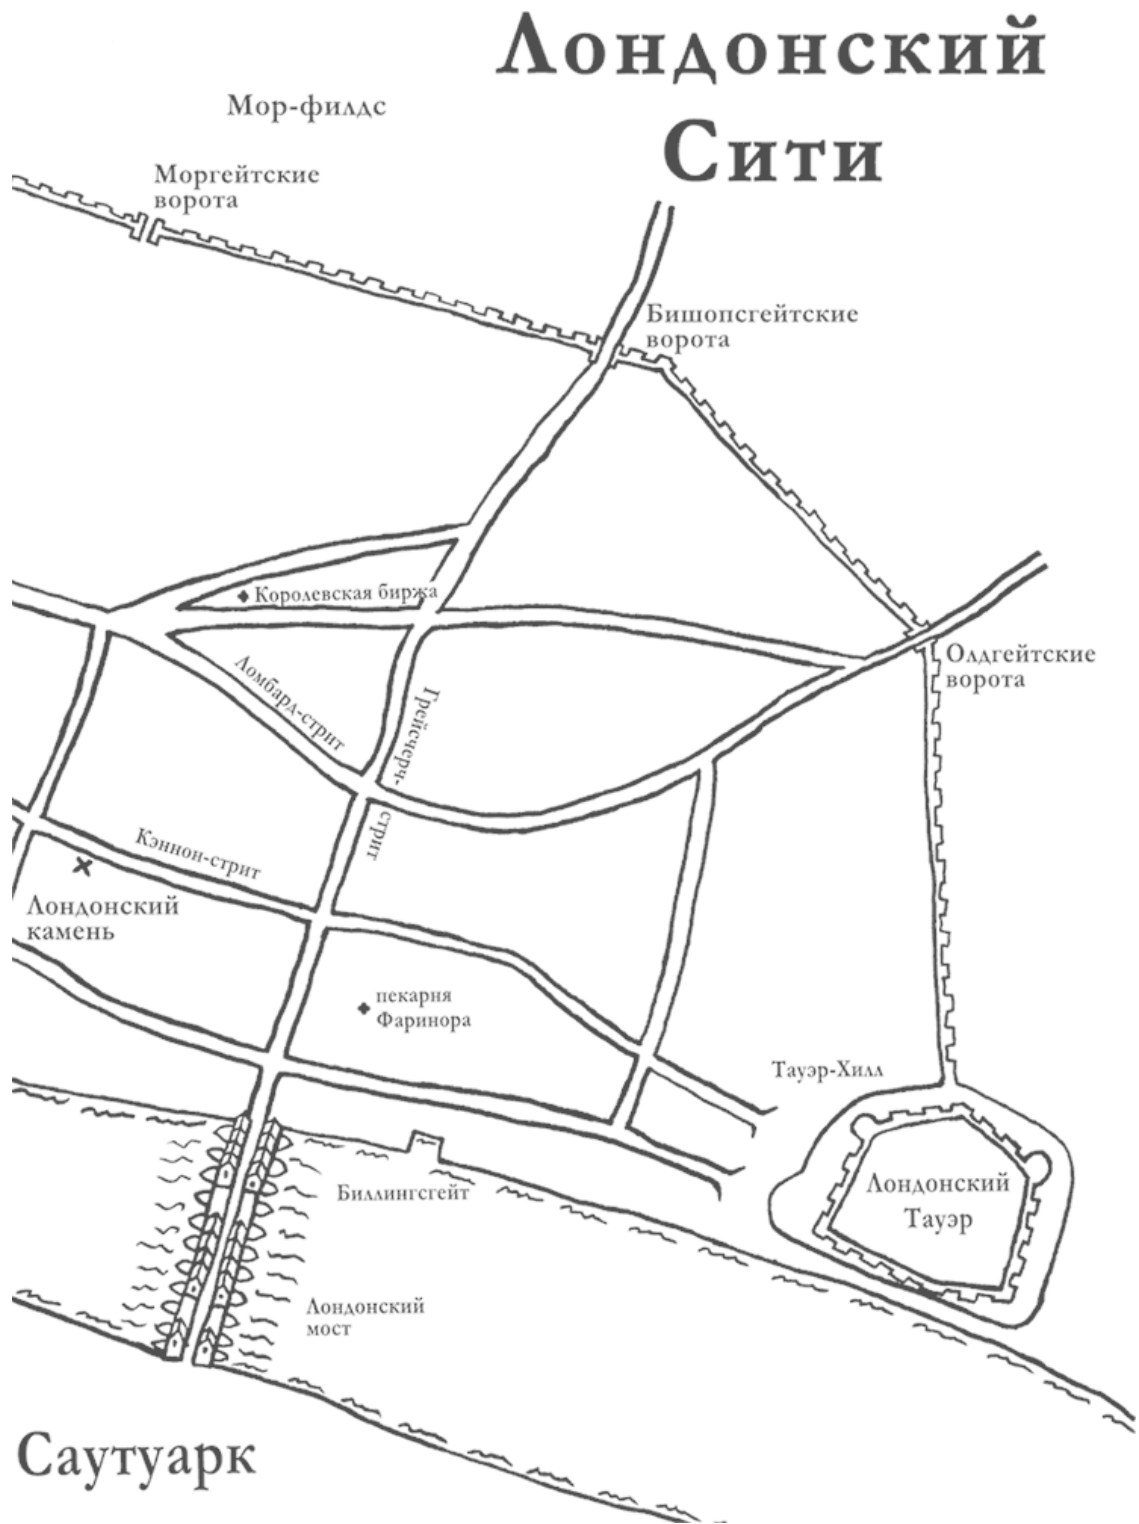 Лондонский
Сити
Мор-филдс
Моргейтские
ворота
Бишопсгейтские
ворота
Королевская биржа
Олдгейтские
ворота
Ломбард-стрит
Грейсчерч-
стрит
Кэннон-стрит
Лондонский
камень
пекарня
Фаринора
Тауэр-Хилл
Лондонский
Тауэр
Биллингсгейт
Лондонский
мост
Саутуарк